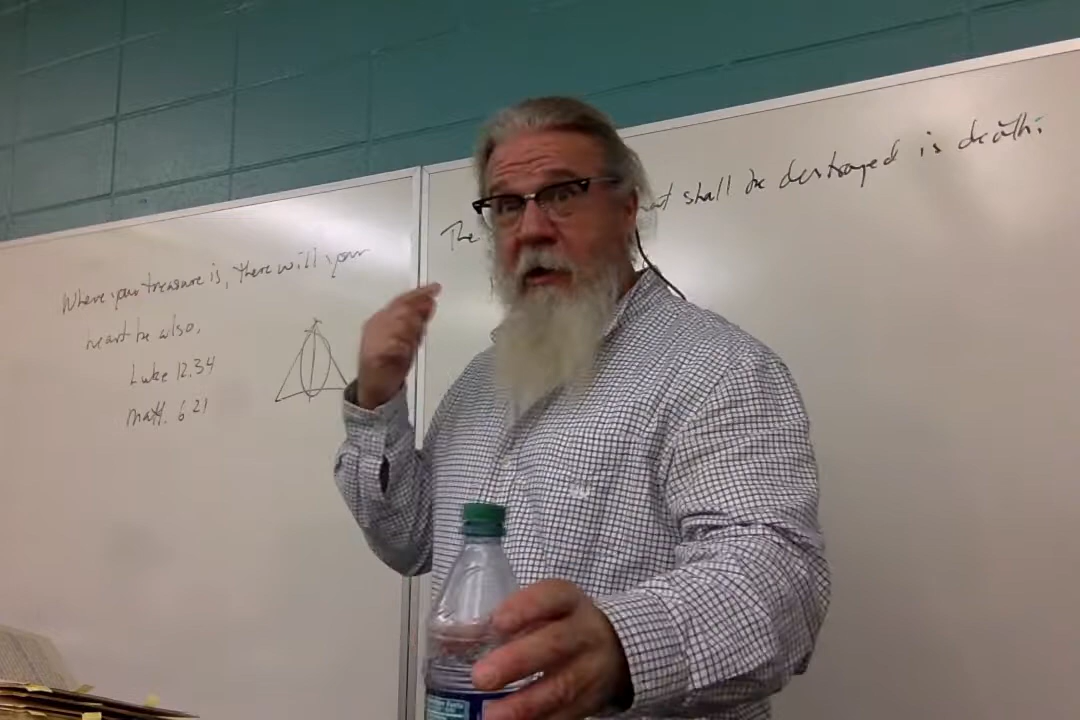 Where your treasure is, there will your
heart be also.
Luke 12.34
Matt. 6 21
The
shall be destroyed is death.